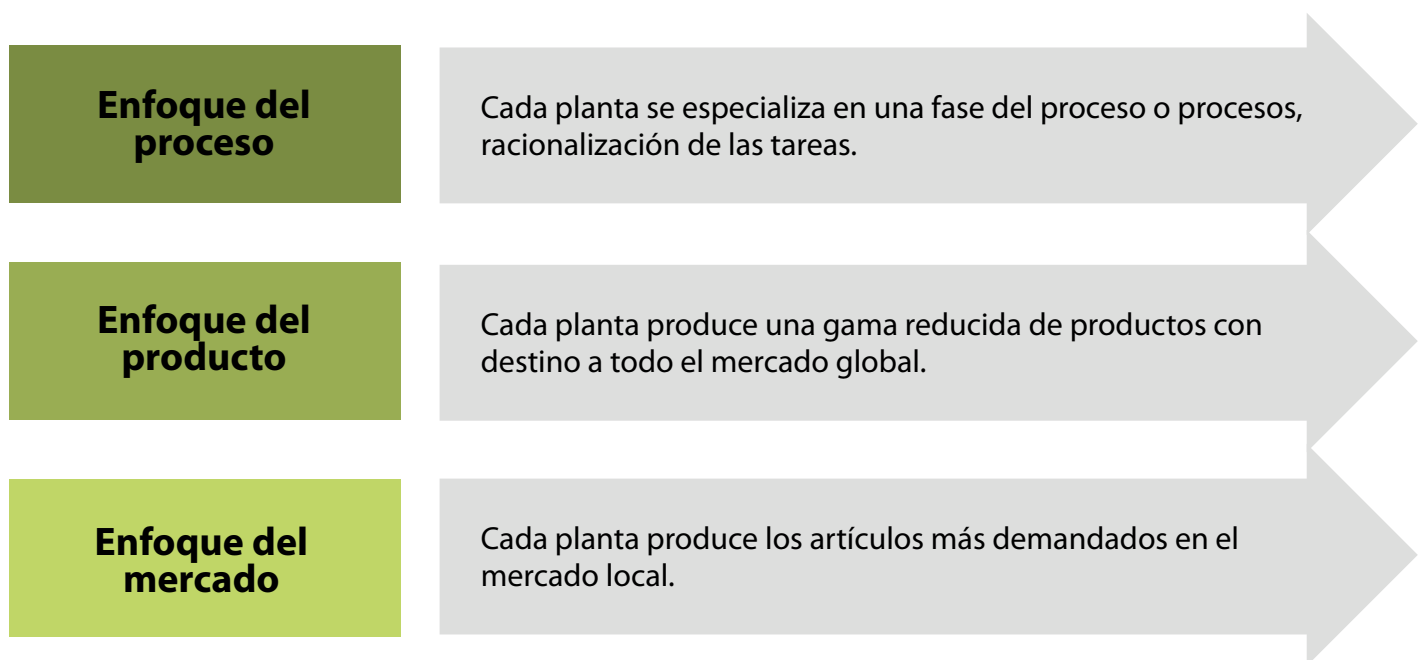 Enfoque del
proceso
Cada planta se especializa en una fase del proceso o procesos,
racionalización de las tareas.
Enfoque del
producto
Cada planta produce una gama reducida de productos con
destino a todo el mercado global.
Enfoque del
mercado
Cada planta produce los artículos más demandados en el
mercado local.